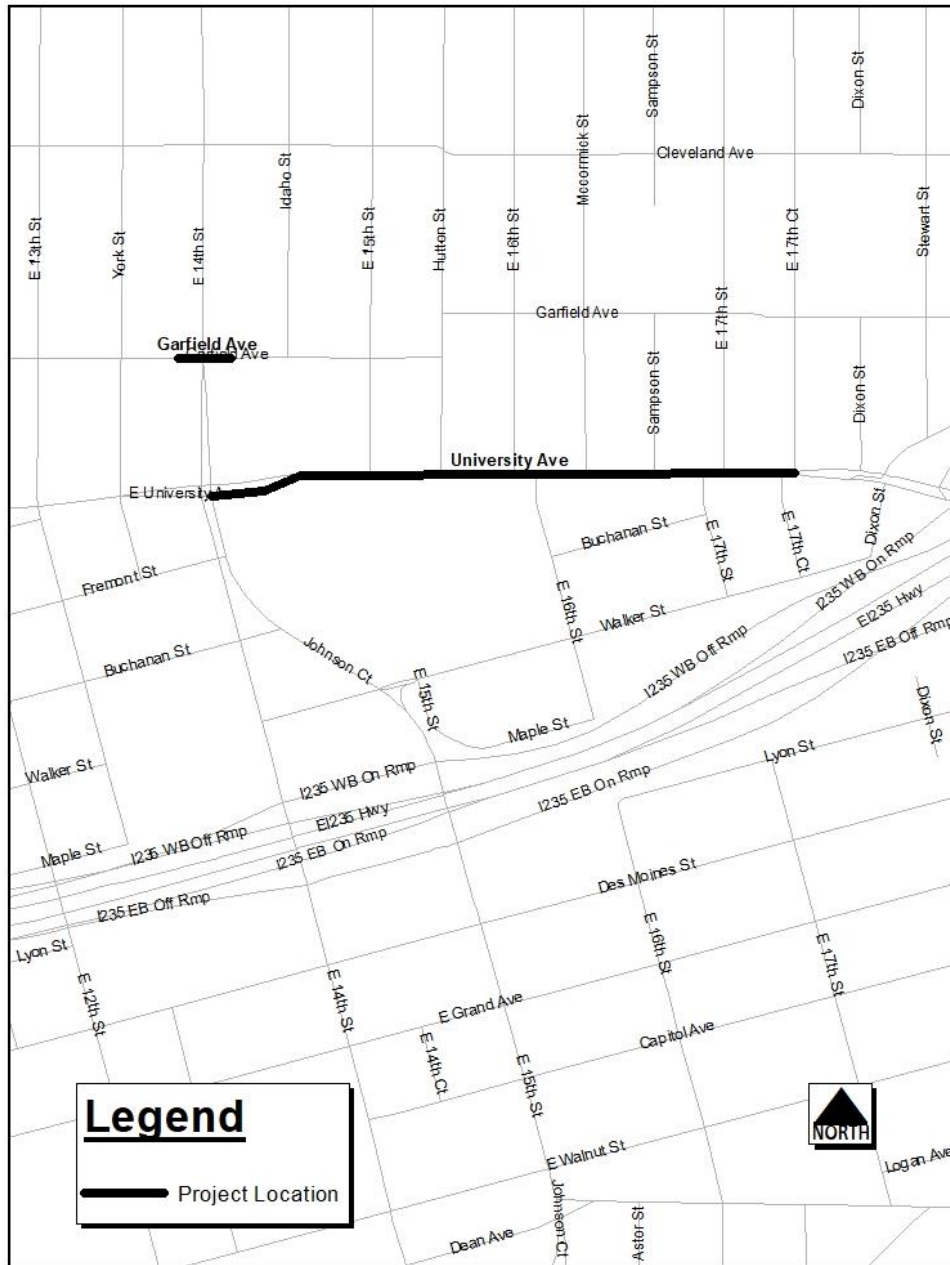 Sampson St
Dixon St
Mccormick St
Cleveland Ave
Idaho St
E 13th St
York St
E 14th St
E 15th St
Hutton St
E 16th St
E 17th Ct
Stewart St
E 17th St
Garfield Ave
Garfield Ave
Garfield Ave
Sampson St
Dixon St
University Ave
E University
Dixon St
Buchanan St
E 17th St
E 17th Ct
I235 WB On Rmp
Fremont St
E 16th St
Walker St
EI235 Hwy
I235 EB Off Rmp
Buchanan St
Johnson Ct
I235 WB Off Rmp
E 15th St
Dixon St
Maple St
Walker St
Lyon St
I235 WB On Rmp
I235 EB On Rmp
EI235 Hwy
Maple St
I235 WB Off Rmp
I235 EB On Rmp
Des Moines St
I235 EB Off Rmp
Lyon St
E 16th St
E 17th St
E 12th St
E 14th St
E Grand Ave
Capitol Ave
E 14th Ct
E 15th St
Legend
Project Location
NORTH
E Walnut St
Logan Ave
Johnson Ct
Astor St
Dean Ave